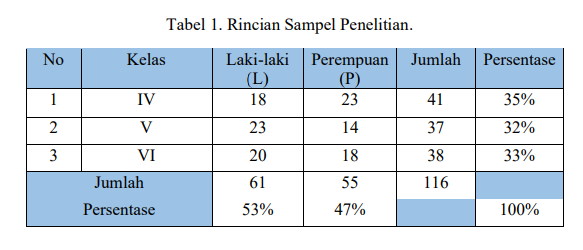 Tabel 1. Rincian Sampel Penelitian.
No Kelas Laki-laki (L) Perempuan (P) Jumlah Persentase
1 IV 18 23 41 35%
2 V 23 14 37 32%
3 VI 20 18 38 33%
Jumlah 61 55 116
Persentase 53% 47% 100%